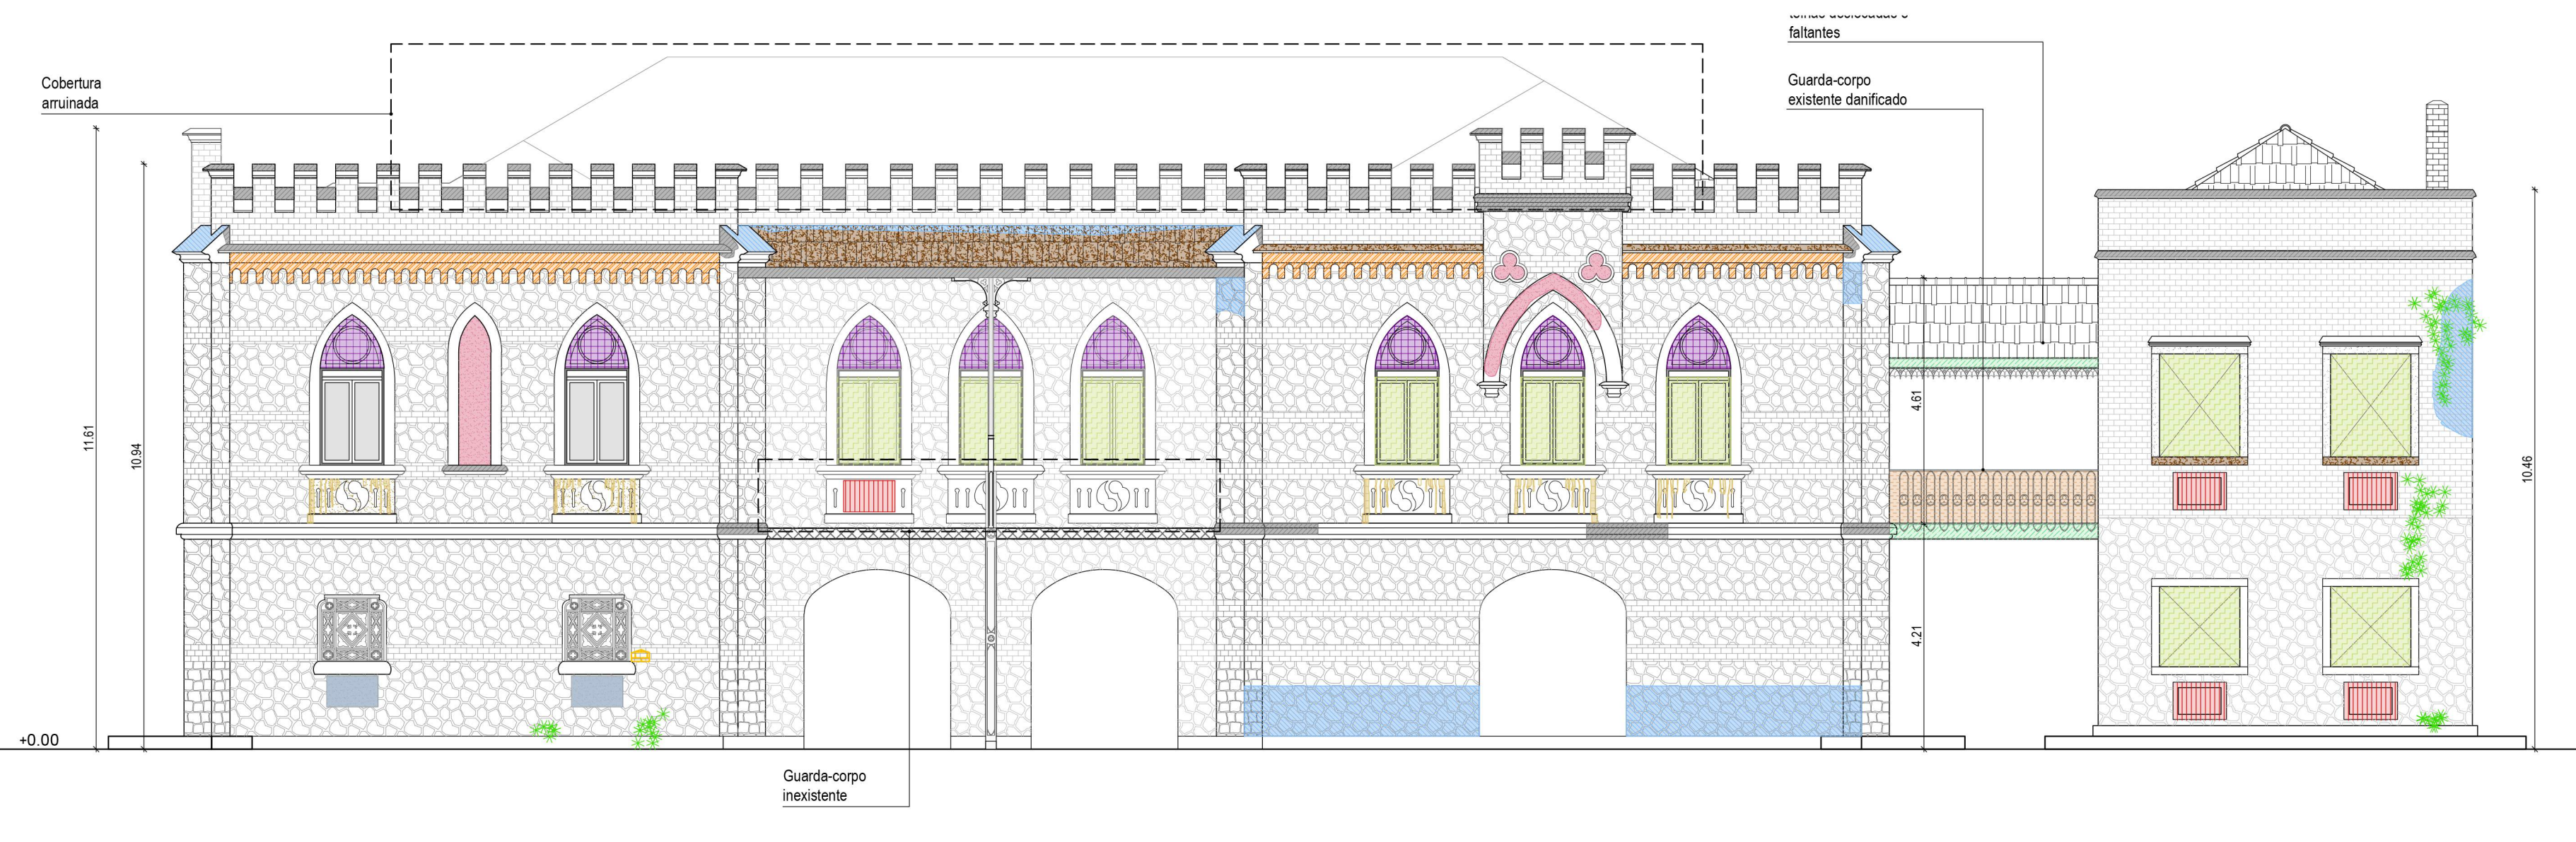 Cobertura
arruinada
faltantes
Guarda-corpo
existente danificado
11.61
10.94
4.61
4.21
10.46
+0.00
Guarda-corpo
inexistente